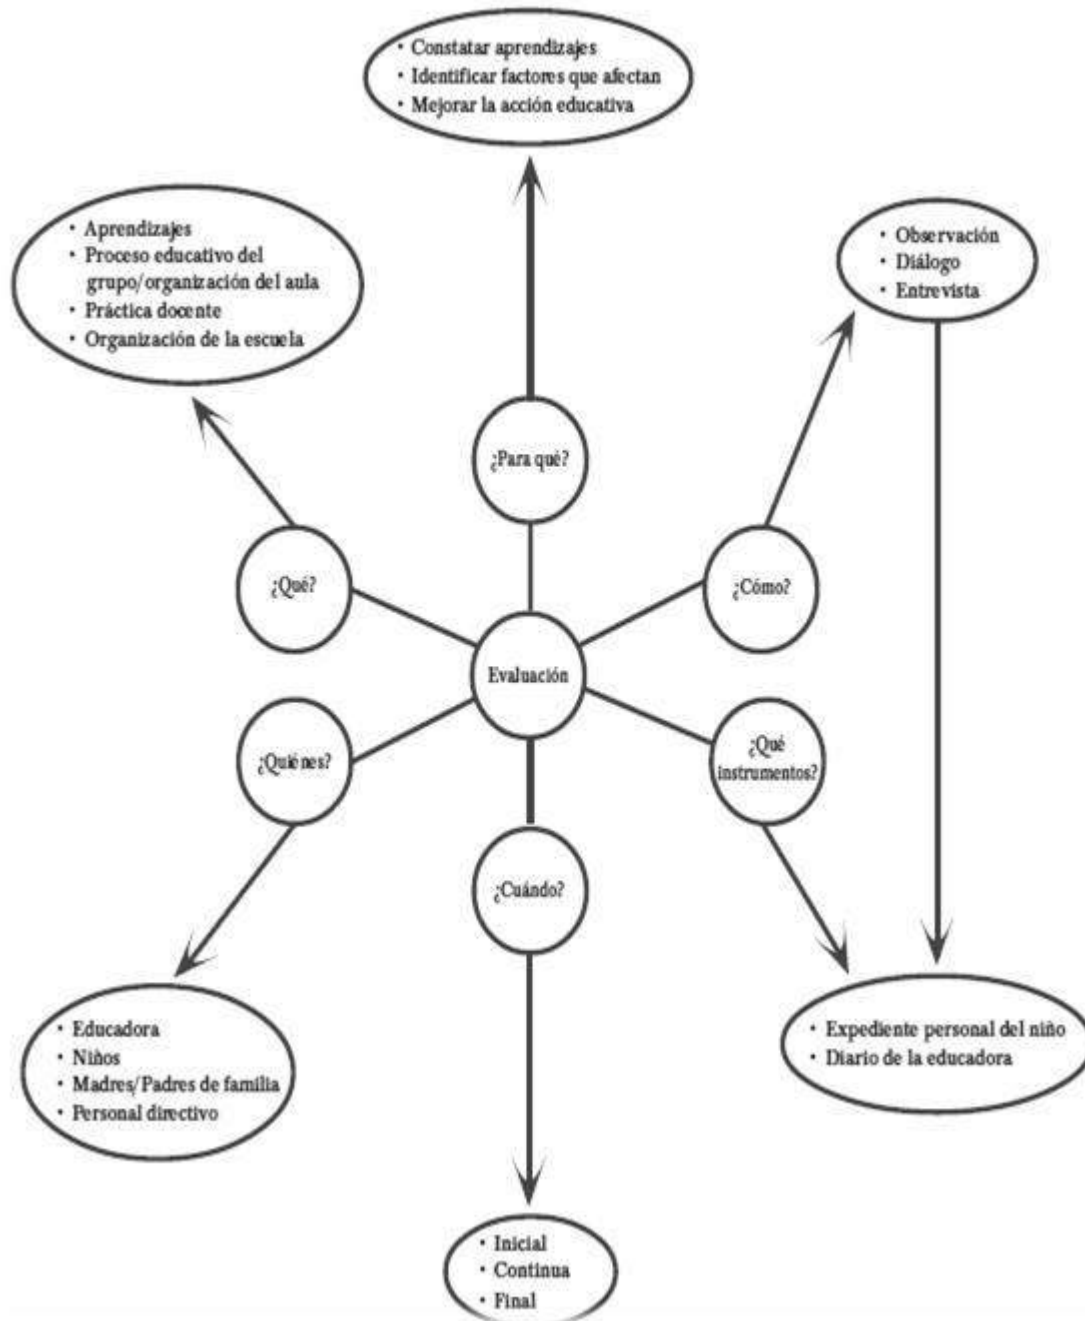 • Constatar aprendizajes
• Identificar factores que afectan
• Mejorar la acción educativa
• Aprendizajes
• Proceso educativo del
grupo/organización del aula
• Práctica docente
• Organización de la escuela
• Observación
• Diálogo
• Entrevista
¿Para qué?
¿Qué?
¿Cómo?
Evaluación
¿Quiénes?
¿Qué
instrumentos?
¿Cuándo?
• Educadora
• Niños
• Madres/Padres de familia
• Personal directivo
• Expediente personal del niño
• Diario de la educadora
• Inicial
• Continua
• Final